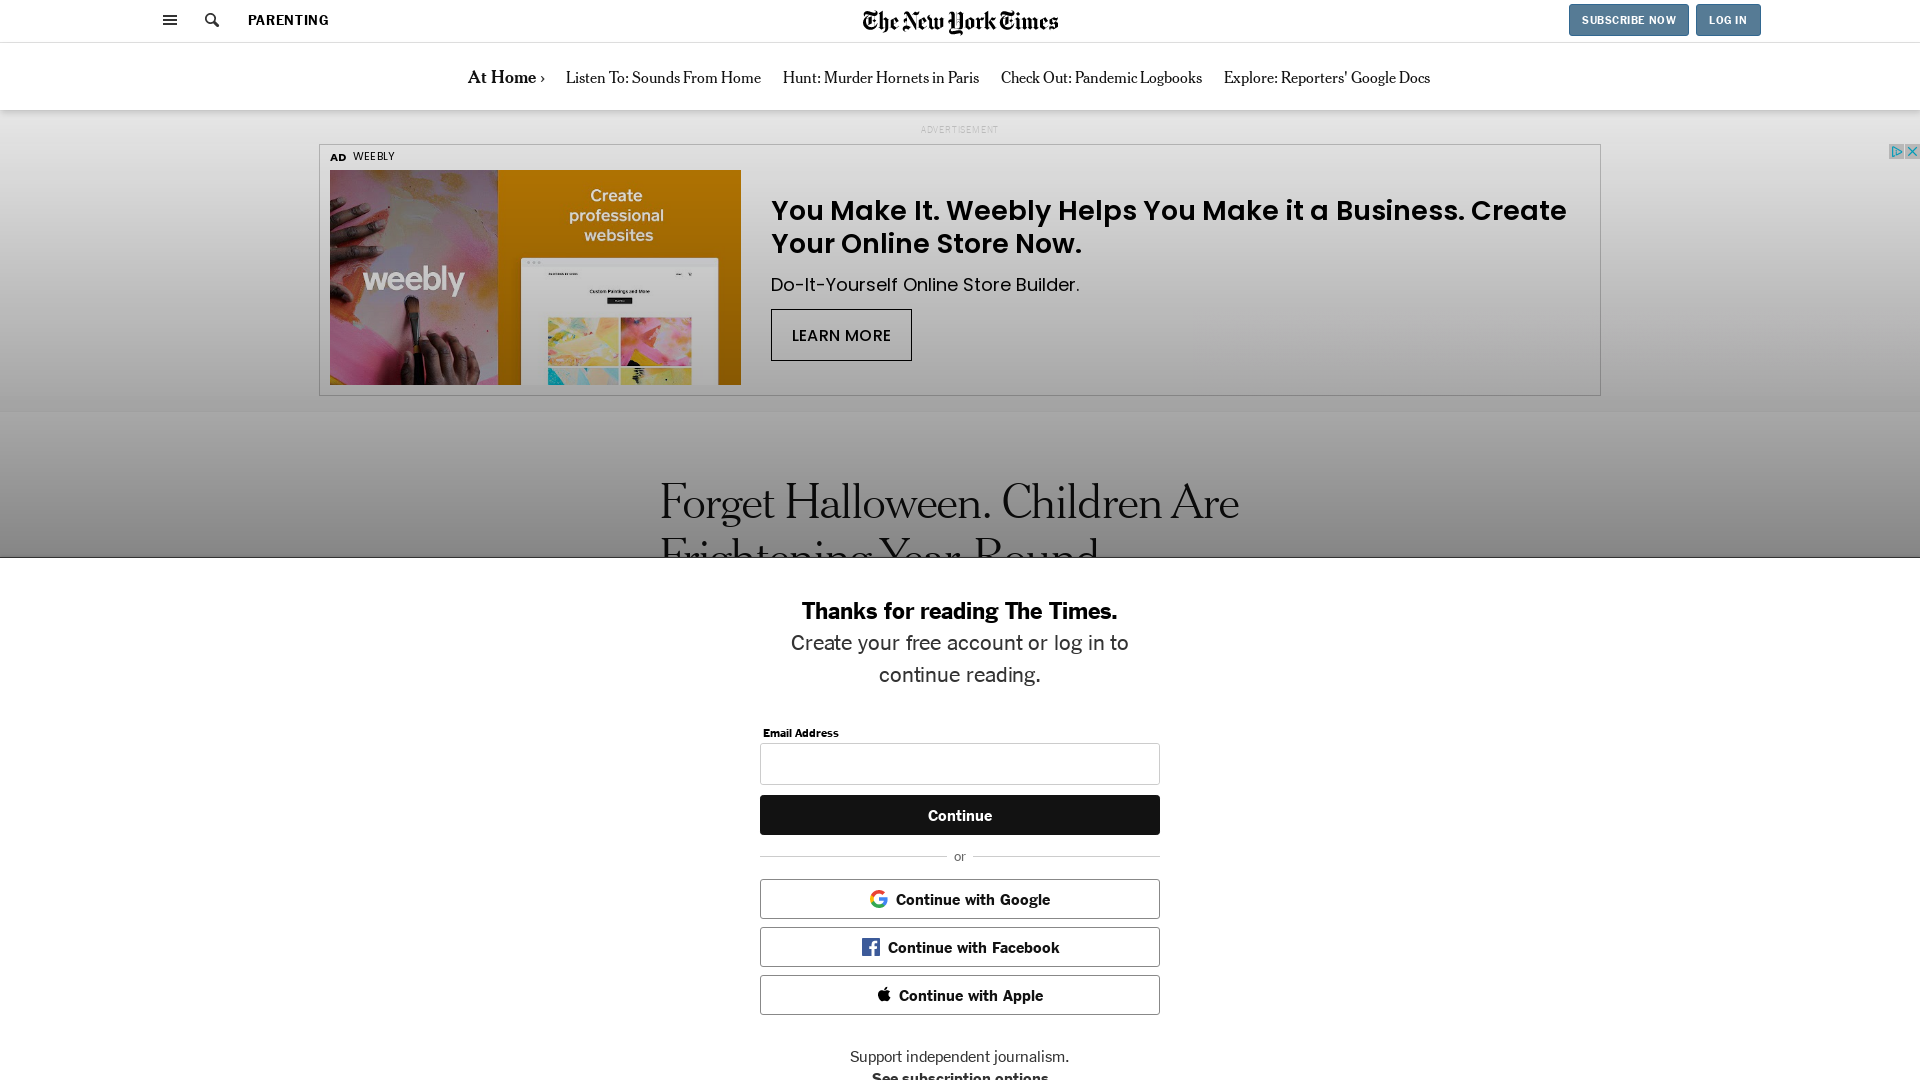 PARENTING
The New York Times
SUBSCRIBE NOW
LOG IN
At Home ›
Listen To: Sounds From Home
Hunt: Murder Hornets in Paris
Check Out: Pandemic Logbooks
Explore: Reporters' Google Docs
ADVERTISEMENT
AD WEEBLY
weebly
Create
professional
websites
Custom Paintings and More
You Make It. Weebly Helps You Make it a Business. Create
Your Online Store Now.
Do-It-Yourself Online Store Builder.
LEARN MORE
Forget Halloween. Children Are
Frightening Year-Round
Thanks for reading The Times.
Create your free account or log in to
continue reading.
Email Address
Continue
or
Continue with Google
Continue with Facebook
Continue with Apple
Support independent journalism.
See subscription options